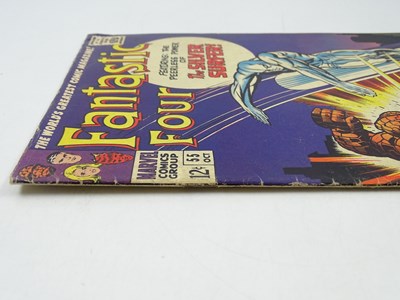 THE WORLD'S GREATEST COMIC MAGAZINE!
Fantastic
Four
FEATURING THE
PEERLESS POWER
OF
The SILVER
SURFER!
MARVEL
COMICS
GROUP
12¢
55
OCT